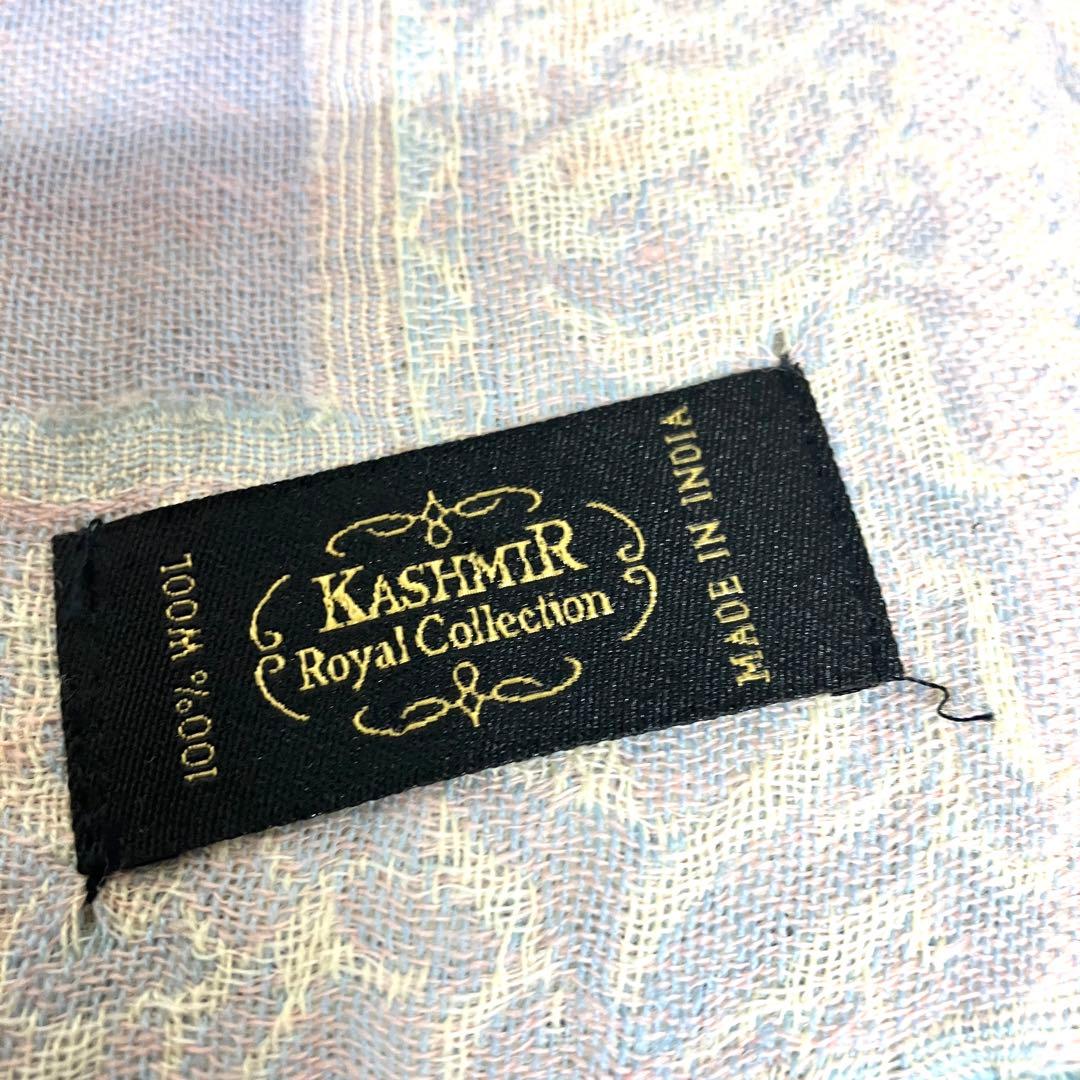 100% WOOL
KASHMIR
Royal Collection
MADE IN INDIA